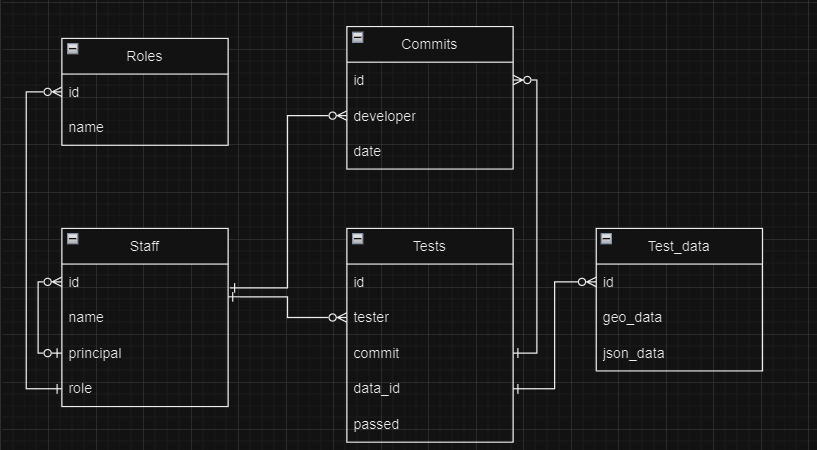 Roles
id
name
Commits
id
developer
date
Staff
id
name
principal
role
Tests
id
tester
commit
data_id
passed
Test_data
id
geo_data
json_data